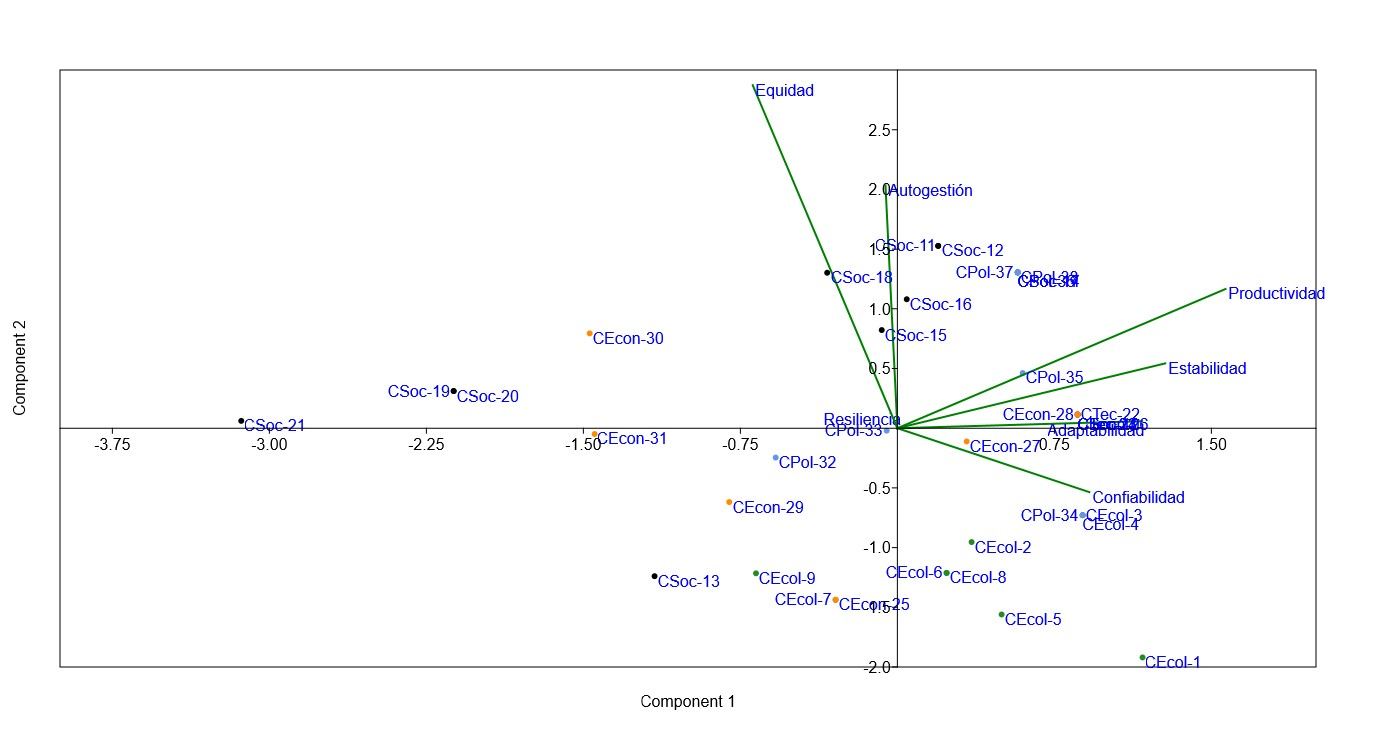 Equidad
2.5
2.0
Autogestión
CSoc-11
CSoc-12
1.5
CPol-37
CSoc-18
Productividad
CSoc-16
1.0
CSoc-15
CEcon-30
0.5
Estabilidad
CPol-35
CSoc-19
CSoc-20
CEcon-28
CTec-22
Resiliencia
CSoc-21
CPol-33
Adaptabilidad
-3.75
-3.00
-2.25
-1.50
-0.75
0.75
1.50
CEcon-31
CEcon-27
CPol-32
-0.5
Confiabilidad
CEcon-29
CPol-34
CEcol-3
CEcol-4
-1.0
CEcol-2
CSoc-13
CEcol-9
CEcol-6
CEcol-8
CEcol-7
CEcon-25
-1.5
CEcol-5
-2.0
CEcol-1
Component 1
Component 2